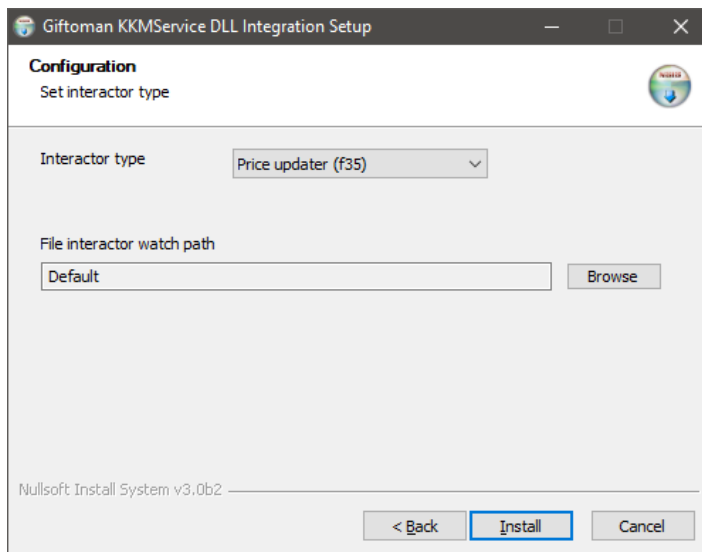 Giftoman KKMService DLL Integration Setup
Configuration
Set interactor type
Interactor type
Price updater (f35)
File interactor watch path
Default
Browse
Nullsoft Install System v3.0b2
< Back
Install
Cancel